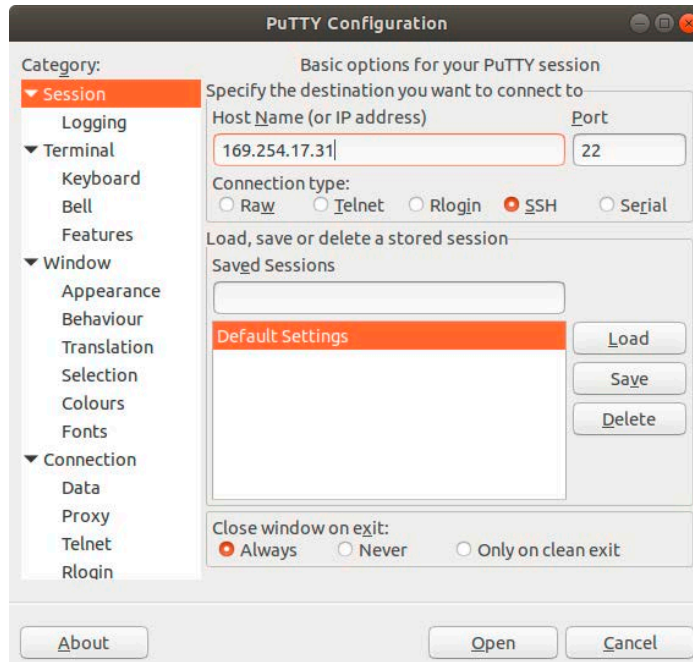 PuTTY Configuration
Category:
Session
Logging
Terminal
Keyboard
Bell
Features
Window
Appearance
Behaviour
Translation
Selection
Colours
Fonts
Connection
Data
Proxy
Telnet
Rlogin
Basic options for your PuTTY session
Specify the destination you want to connect to
Host Name (or IP address) Port
169.254.17.31 22
Connection type:
Raw Telnet Rlogin SSH Serial
Load, save or delete a stored session
Saved Sessions
Default Settings
Load
Save
Delete
Close window on exit:
Always Never Only on clean exit
About Open Cancel